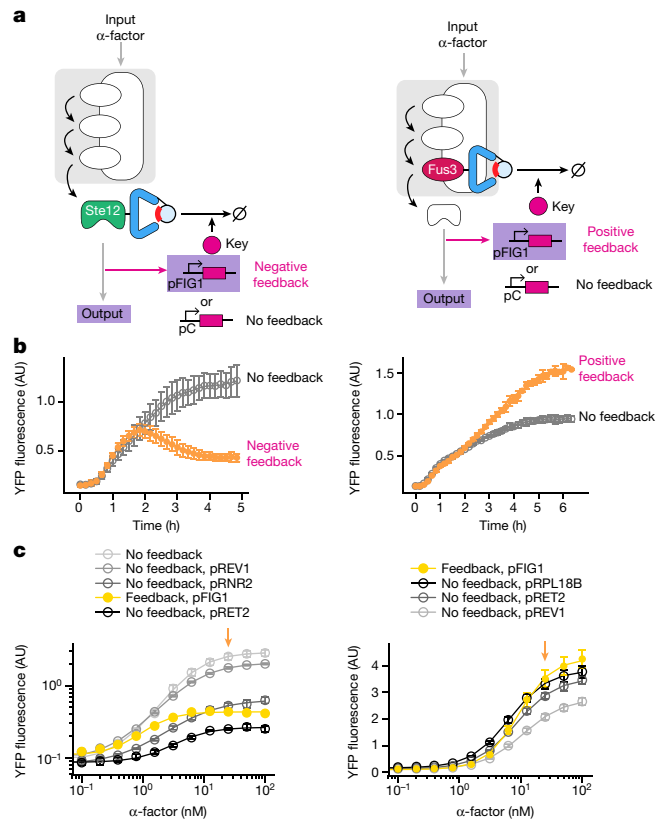 a
Input
α-factor
Ste12
Key
pFIG1
Negative
feedback
or
Output
pC
No feedback
Input
α-factor
Fus3
Key
pFIG1
Positive
feedback
or
pC
No feedback
b
YFP fluorescence (AU)
1.0
0.5
0 1 2 3 4 5
Time (h)
No feedback
Negative
feedback
YFP fluorescence (AU)
1.5
1.0
0.5
0 1 2 3 4 5 6
Time (h)
Positive
feedback
No feedback
c
No feedback
No feedback, pREV1
No feedback, pRNR2
Feedback, pFIG1
No feedback, pRET2
YFP fluorescence (AU)
10⁰
10⁻¹
10⁻¹ 10⁰ 10¹ 10²
α-factor (nM)
Feedback, pFIG1
No feedback, pRPL18B
No feedback, pRET2
No feedback, pREV1
YFP fluorescence (AU)
4
3
2
1
0
10⁻¹ 10⁰ 10¹ 10²
α-factor (nM)